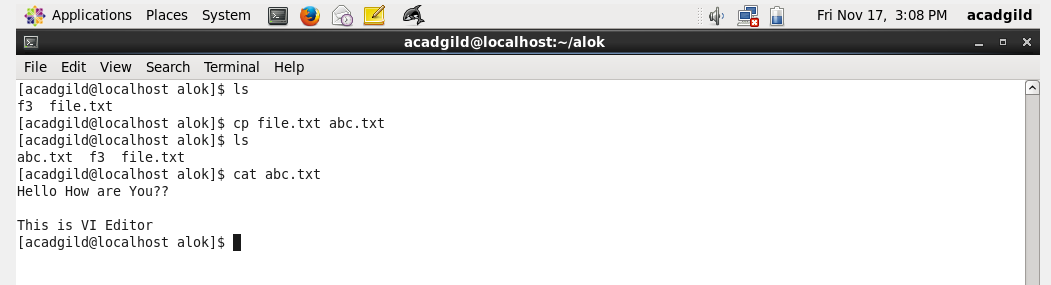 Applications Places System Fri Nov 17, 3:08 PM acadgild
acadgild@localhost:~/alok
File Edit View Search Terminal Help
[acadgild@localhost alok]$ ls
f3  file.txt
[acadgild@localhost alok]$ cp file.txt abc.txt
[acadgild@localhost alok]$ ls
abc.txt  f3  file.txt
[acadgild@localhost alok]$ cat abc.txt
Hello How are You??
This is VI Editor
[acadgild@localhost alok]$